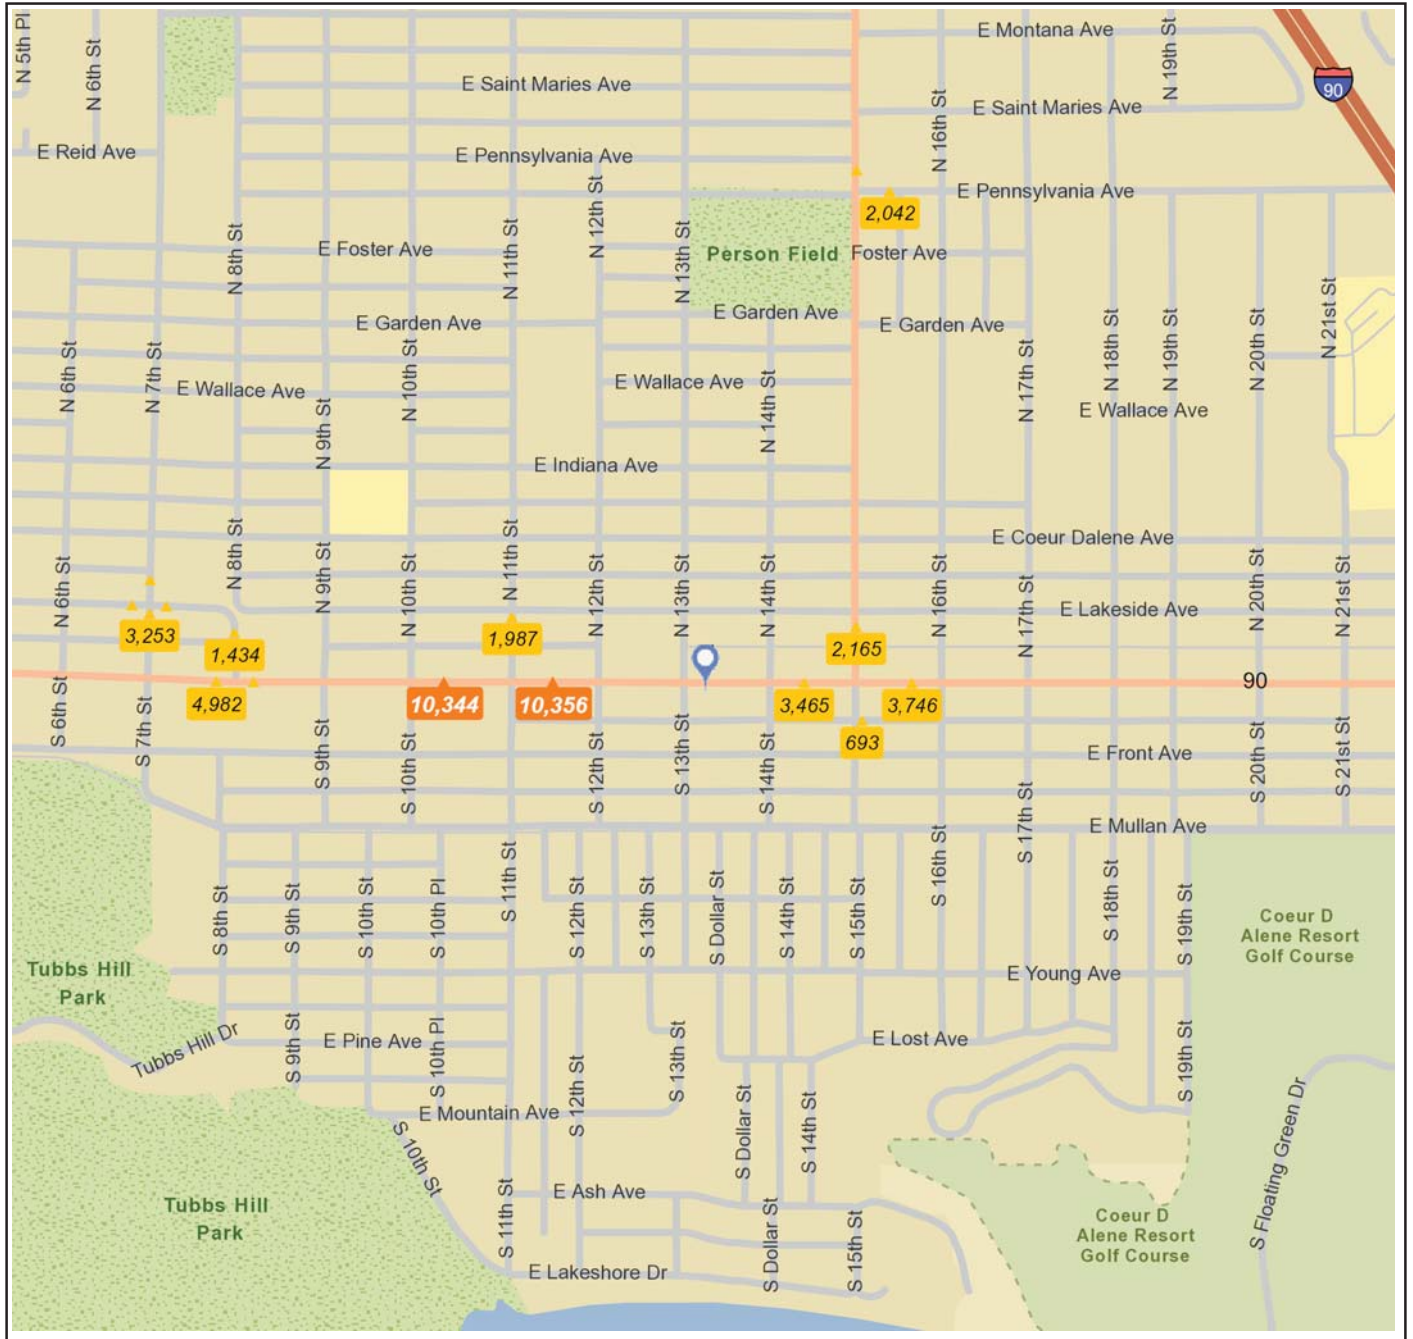 N 5th Pl
N 6th St
E Montana Ave
N 19th St
90
E Saint Maries Ave
E Saint Maries Ave
N 16th St
E Reid Ave
E Pennsylvania Ave
E Pennsylvania Ave
N 12th St
2,042
N 8th St
E Foster Ave
N 11th St
N 13th St
Person Field
Foster Ave
E Garden Ave
E Garden Ave
E Garden Ave
N 21st St
N 6th St
N 7th St
N 10th St
N 17th St
N 18th St
N 19th St
N 20th St
E Wallace Ave
E Wallace Ave
N 14th St
E Wallace Ave
N 9th St
E Indiana Ave
E Coeur Dalene Ave
N 6th St
N 8th St
N 9th St
N 10th St
N 11th St
N 12th St
N 13th St
N 14th St
N 16th St
N 17th St
N 20th St
N 21st St
E Lakeside Ave
3,253
1,434
1,987
2,165
90
4,982
10,344
10,356
3,465
3,746
693
S 6th St
S 7th St
S 9th St
S 10th St
S 12th St
S 13th St
S 14th St
E Front Ave
S 20th St
S 21st St
S 17th St
E Mullan Ave
S 8th St
S 9th St
S 10th St
S 10th Pl
S 11th St
S 12th St
S 13th St
S Dollar St
S 14th St
S 15th St
S 16th St
S 18th St
S 19th St
Coeur D
Alene Resort
Golf Course
Tubbs Hill
Park
E Young Ave
Tubbs Hill Dr
S 9th St
E Pine Ave
S 10th Pl
S 12th St
S 13th St
E Lost Ave
S 19th St
E Mountain Ave
S Dollar St
S 14th St
S Floating Green Dr
S 10th St
Tubbs Hill
Park
S 11th St
E Ash Ave
S Dollar St
S 15th St
Coeur D
Alene Resort
Golf Course
E Lakeshore Dr